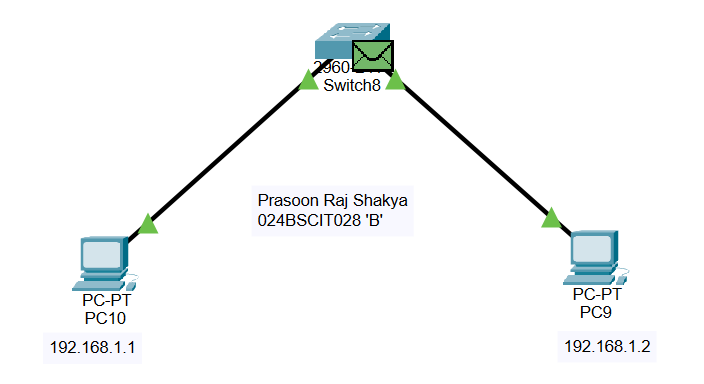 2960-
Switch8
Prasoon Raj Shakya
024BSCIT028 'B'
PC-PT
PC10
192.168.1.1
PC-PT
PC9
192.168.1.2